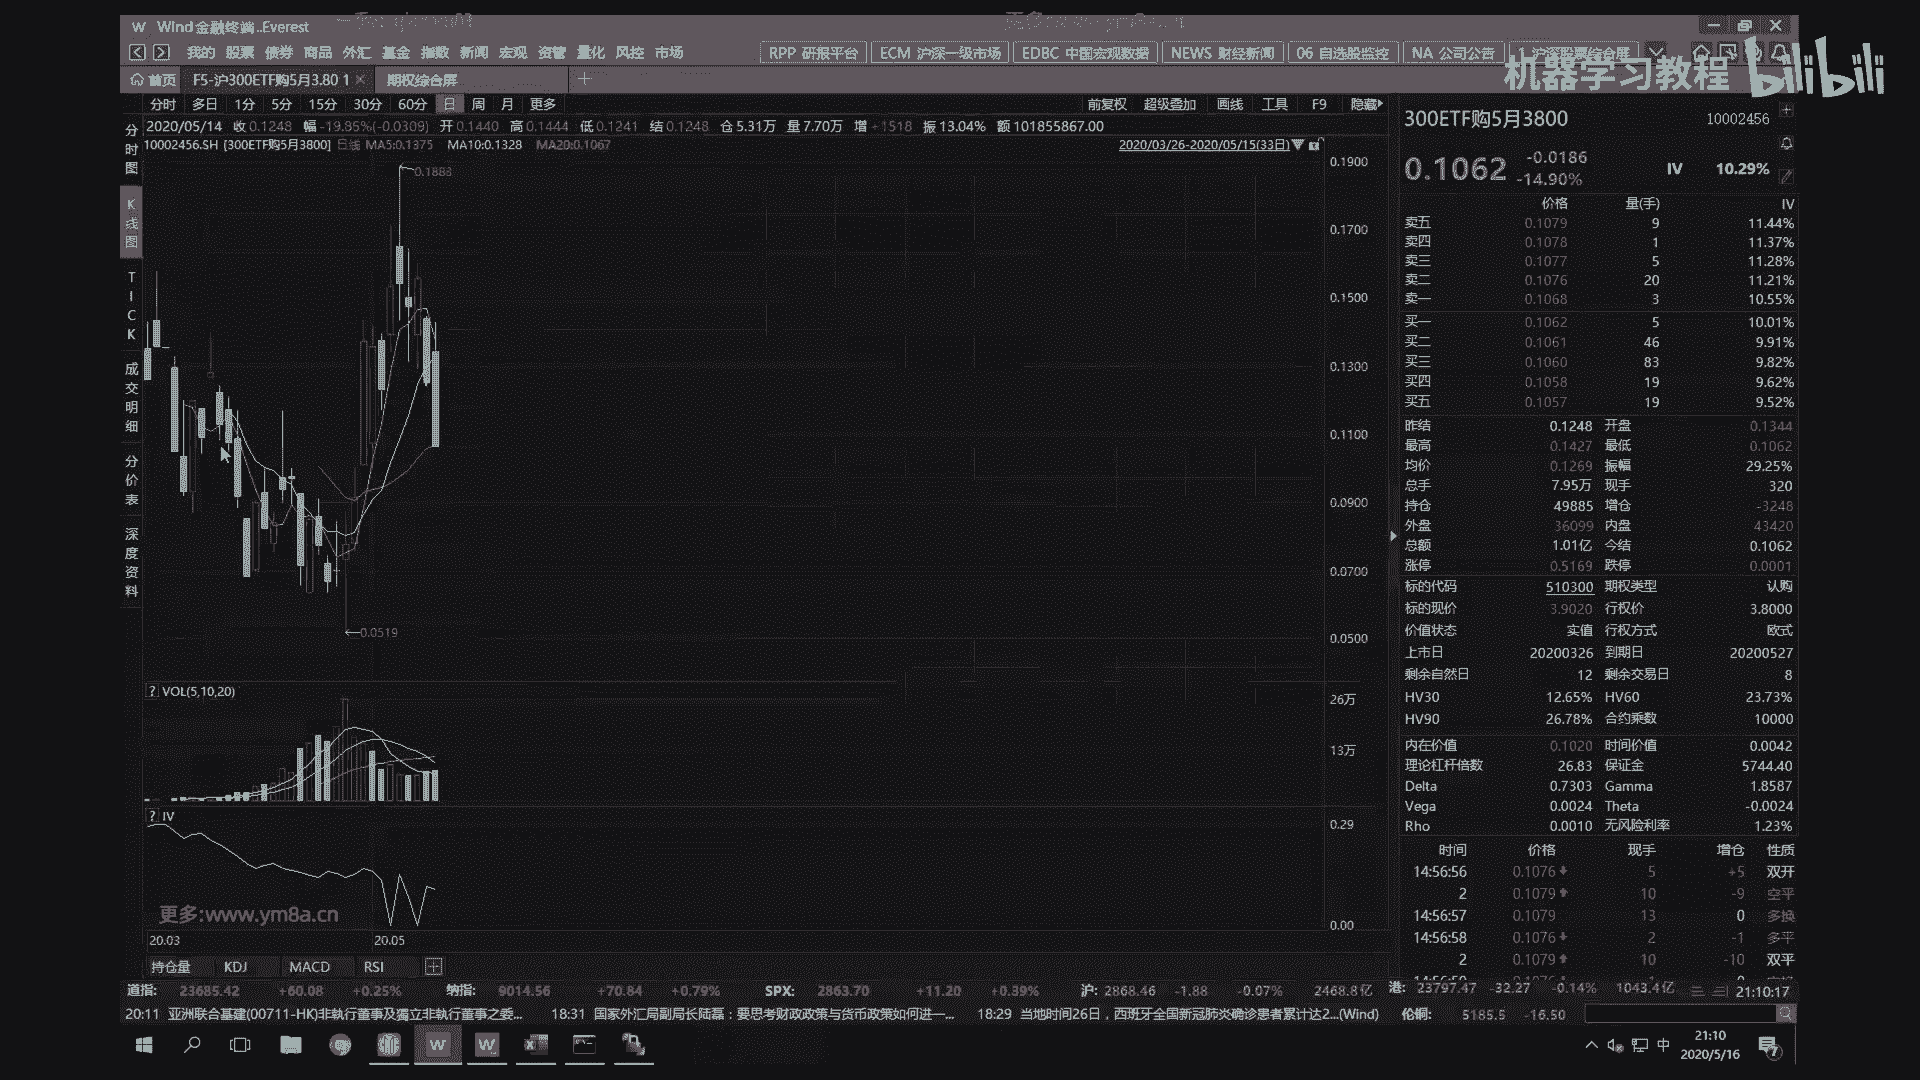 W Wind金融终端..Everest
我的 股票 债券 商品 外汇 基金 指数 新闻 宏观 资管 量化 风控 市场
RPP 研报平台 ECM 沪深一级市场 EDBC 中国宏观数据 NEWS 财经新闻 06 自选股监控 NA 公司公告 1 沪深股票综合屏
机器学习教程 bilibili
首页 F5-沪300ETF购5月3.80 1 × 期权综合屏 +
分时 多日 1分 5分 15分 30分 60分 日 周 月 更多
前复权 超级叠加 画线 工具 F9 隐藏
2020/05/14 收0.1248 幅-19.85%(-0.0309) 开0.1440 高0.1444 低0.1241 结0.1248 仓5.31万 量7.70万 增+1518 振13.04% 额101855867.00
10002456.SH [300ETF购5月3800] 日线 MA5:0.1375 MA10:0.1328 MA20:0.1067
2020/03/26-2020/05/15(33日)
分时图
K线图
TICK
成交明细
分价表
深度资料
0.1888
0.0519
0.1900
0.1700
0.1500
0.1300
0.1100
0.0900
0.0700
0.0500
? VOL(5,10,20)
26万
13万
? IV
0.29
0.00
更多:www.ym8a.cn
20.03 20.05
持仓量 KDJ MACD RSI
300ETF购5月3800 10002456
0.1062 -0.0186 -14.90% IV 10.29%
价格 量(手) IV
卖五 0.1079 9 11.44%
卖四 0.1078 1 11.37%
卖三 0.1077 5 11.28%
卖二 0.1076 20 11.21%
卖一 0.1068 3 10.55%
买一 0.1062 5 10.01%
买二 0.1061 46 9.91%
买三 0.1060 83 9.82%
买四 0.1058 19 9.62%
买五 0.1057 19 9.52%
昨结 0.1248 开盘 0.1344
最高 0.1427 最低 0.1062
均价 0.1269 振幅 29.25%
总手 7.95万 现手 320
持仓 49885 增仓 -3248
外盘 36099 内盘 43420
总额 1.01亿 今结 0.1062
涨停 0.5169 跌停 0.0001
标的代码 510300 期权类型 认购
标的现价 3.9020 行权价 3.8000
价值状态 实值 行权方式 欧式
上市日 20200326 到期日 20200527
剩余自然日 12 剩余交易日 8
HV30 12.65% HV60 23.73%
HV90 26.78% 合约乘数 10000
内在价值 0.1020 时间价值 0.0042
理论杠杆倍数 26.83 保证金 5744.40
Delta 0.7303 Gamma 1.8587
Vega 0.0024 Theta -0.0024
Rho 0.0010 无风险利率 1.23%
时间 价格 现手 增仓 性质
14:56:56 0.1076 5 +5 双开
2 0.1079 10 -9 空平
14:56:57 0.1079 13 0 多换
14:56:58 0.1076 2 -1 多平
2 0.1079 10 -10 双平
道指: 23685.42 +60.08 +0.25% 纳指: 9014.56 +70.84 +0.79% SPX: 2863.70 +11.20 +0.39% 沪: 2868.46 -1.88 -0.07% 2468.8亿 港: 23797.47 -32.27 -0.14% 1043.4亿 21:10:17
20:11 亚洲联合基建(00711-HK)非執行董事及獨立非執行董事之委... 18:31 国家外汇局副局长陆磊：要思考财政政策与货币政策如何进一... 18:29 当地时间26日，西班牙全国新冠肺炎确诊患者累计达2...(Wind) 伦铜: 5185.5 -16.50
中 21:10
2020/5/16